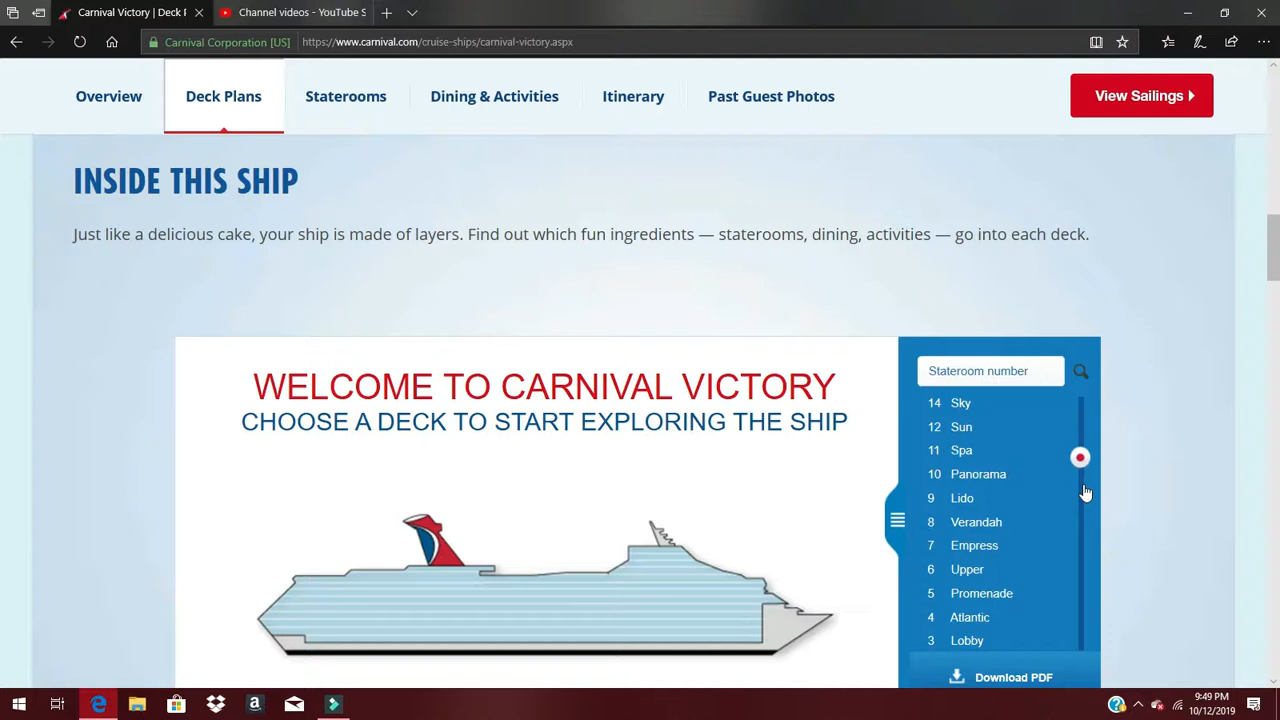 Carnival Victory | Deck F
Channel videos - YouTube S
Carnival Corporation [US]
https://www.carnival.com/cruise-ships/carnival-victory.aspx
Overview
Deck Plans
Staterooms
Dining & Activities
Itinerary
Past Guest Photos
View Sailings
INSIDE THIS SHIP
Just like a delicious cake, your ship is made of layers. Find out which fun ingredients — staterooms, dining, activities — go into each deck.
WELCOME TO CARNIVAL VICTORY
CHOOSE A DECK TO START EXPLORING THE SHIP
Stateroom number
14 Sky
12 Sun
11 Spa
10 Panorama
9 Lido
8 Verandah
7 Empress
6 Upper
5 Promenade
4 Atlantic
3 Lobby
Download PDF
9:49 PM
10/12/2019